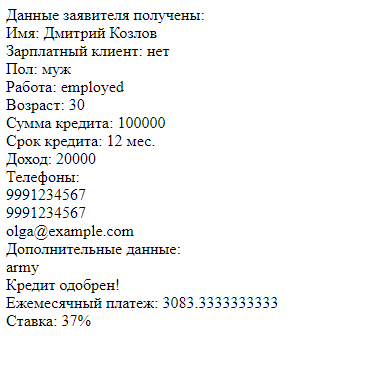 Данные заявителя получены:
Имя: Дмитрий Козлов
Зарплатный клиент: нет
Пол: муж
Работа: employed
Возраст: 30
Сумма кредита: 100000
Срок кредита: 12 мес.
Доход: 20000
Телефоны:
9991234567
9991234567
olga@example.com
Дополнительные данные:
army
Кредит одобрен!
Ежемесячный платеж: 3083.3333333333
Ставка: 37%